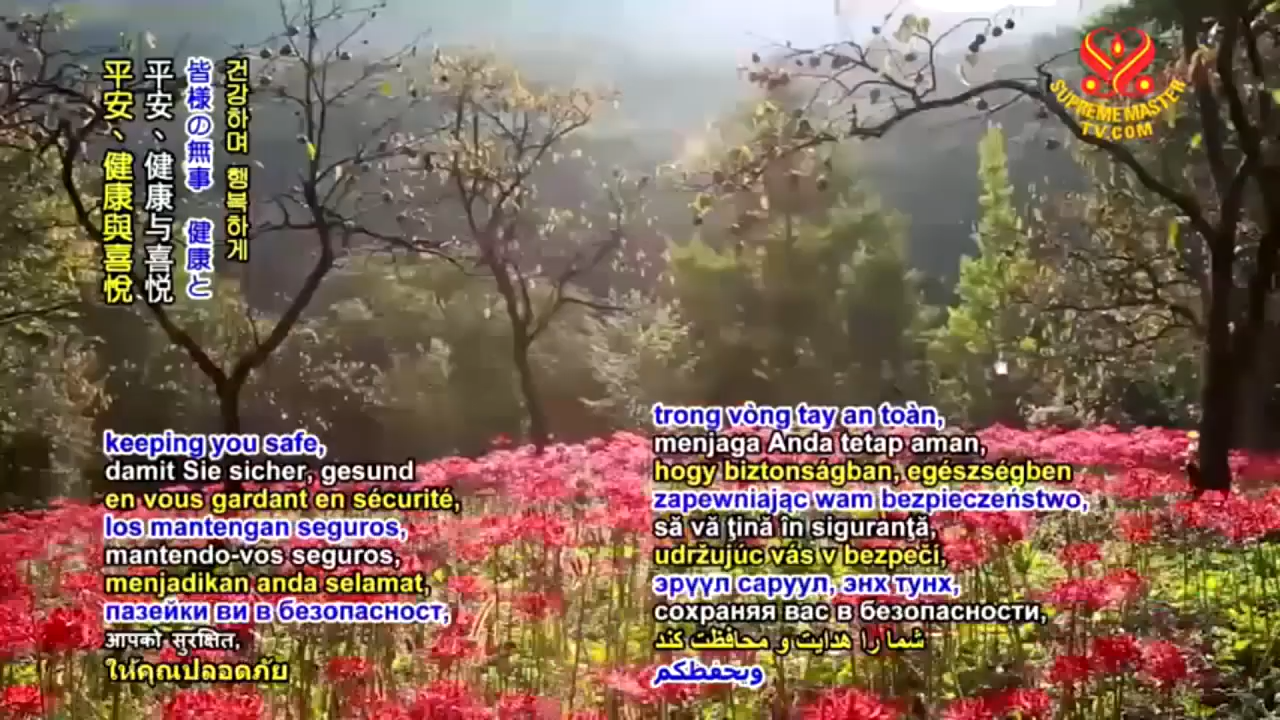 건강하며 행복하게
皆様の無事 健康と
平安、健康与喜悦
平安、健康與喜悅
SUPREME MASTER
TV.COM
keeping you safe,
damit Sie sicher, gesund
en vous gardant en sécurité,
los mantengan seguros,
mantendo-vos seguros,
menjadikan anda selamat,
пазейки ви в безопасност,
आपको सुरक्षित,
ให้คุณปลอดภัย
trong vòng tay an toàn,
menjaga Anda tetap aman,
hogy biztonságban, egészségben
zapewniając wam bezpieczeństwo,
să vă ţină în siguranţă,
udržujúc vás v bezpečí,
эрүүл саруул, энх тунх,
сохраняя вас в безопасности,
شما را هدایت و محافظت کند
ويحفظكم